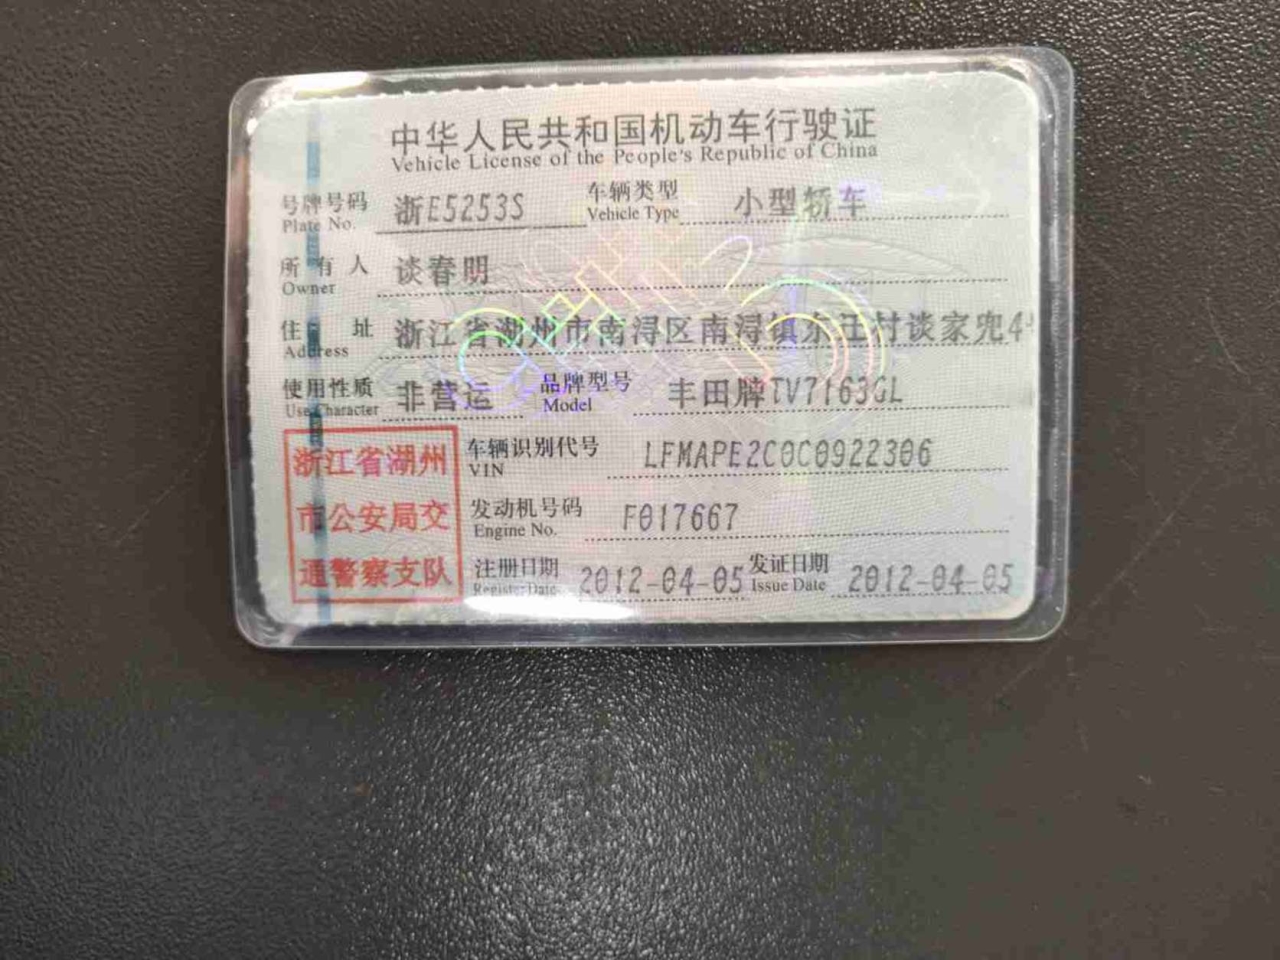 中华人民共和国机动车行驶证
Vehicle License of the People's Republic of China
号牌号码 浙E5253S 车辆类型 小型轿车
Plate No. Vehicle Type
所有人 谈春明
Owner
住址 浙江省湖州市南浔区南浔镇东迁村谈家兜4
Address
使用性质 非营运 品牌型号 丰田牌TV7163GL
Use Character Model
浙江省湖州
市公安局交
通警察支队
车辆识别代号 LFMAPE2C0C0922306
VIN
发动机号码 F017667
Engine No.
注册日期 2012-04-05 发证日期 2012-04-05
Register Date Issue Date